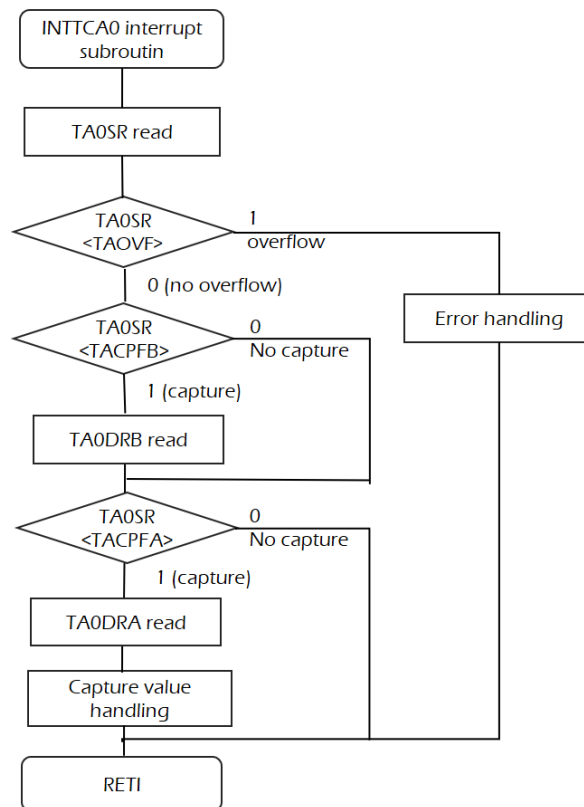 INTTCA0 interrupt
subroutin
TA0SR read
TA0SR
<TAOVF>
1
overflow
0 (no overflow)
Error handling
TA0SR
<TACPFB>
0
No capture
1 (capture)
TA0DRB read
TA0SR
<TACPFA>
0
No capture
1 (capture)
TA0DRA read
Capture value
handling
RETI